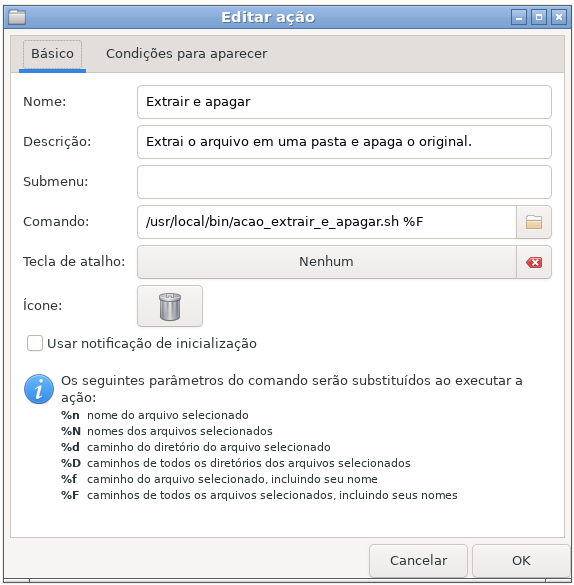 Editar ação
Básico
Condições para aparecer
Nome:
Extrair e apagar
Descrição:
Extrai o arquivo em uma pasta e apaga o original.
Submenu:
Comando:
/usr/local/bin/acao_extrair_e_apagar.sh %F
Tecla de atalho:
Nenhum
Ícone:
Usar notificação de inicialização
Os seguintes parâmetros do comando serão substituídos ao executar a
ação:
%n nome do arquivo selecionado
%N nomes dos arquivos selecionados
%d caminho do diretório do arquivo selecionado
%D caminhos de todos os diretórios dos arquivos selecionados
%f caminho do arquivo selecionado, incluindo seu nome
%F caminhos de todos os arquivos selecionados, incluindo seus nomes
Cancelar
OK